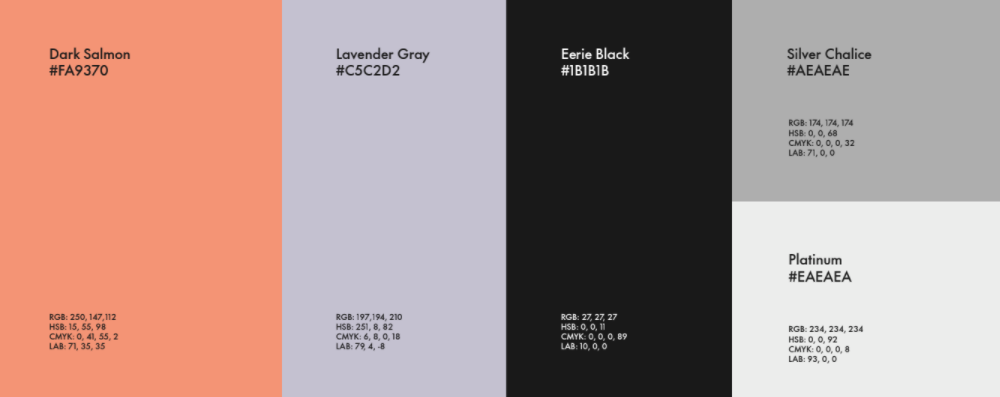 Dark Salmon
#FA9370
RGB: 250, 147,112
HSB: 15, 55, 98
CMYK: 0, 41, 55, 2
LAB: 71, 35, 35
Lavender Gray
#C5C2D2
RGB: 197,194, 210
HSB: 251, 8, 82
CMYK: 6, 8, 0, 18
LAB: 79, 4, -8
Eerie Black
#1B1B1B
RGB: 27, 27, 27
HSB: 0, 0, 11
CMYK: 0, 0, 0, 89
LAB: 10, 0, 0
Silver Chalice
#AEAEAE
RGB: 174, 174, 174
HSB: 0, 0, 68
CMYK: 0, 0, 0, 32
LAB: 71, 0, 0
Platinum
#EAEAEA
RGB: 234, 234, 234
HSB: 0, 0, 92
CMYK: 0, 0, 0, 8
LAB: 93, 0, 0